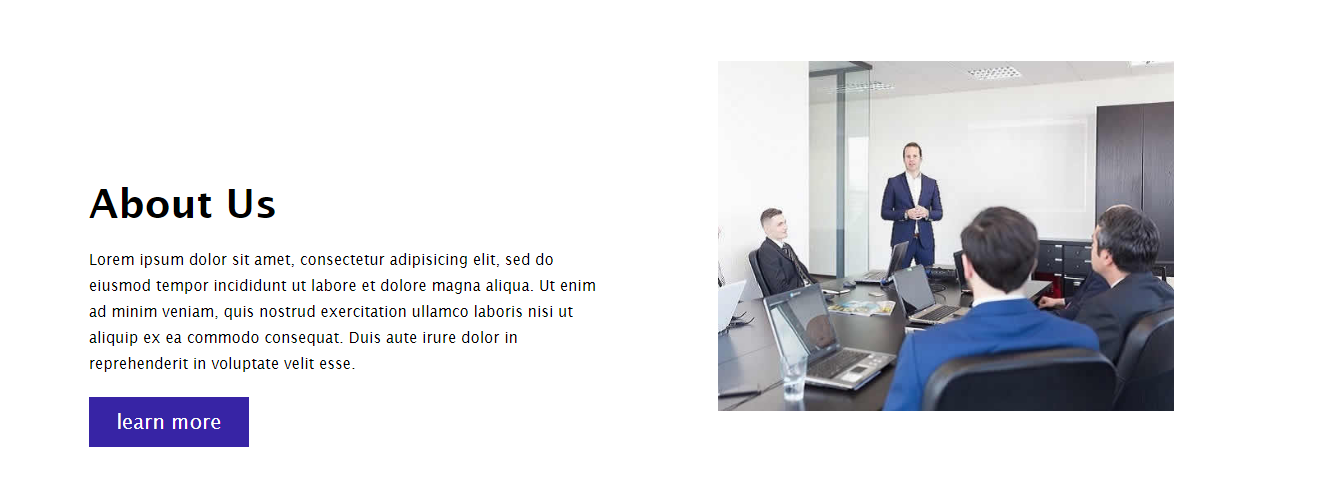 About Us
Lorem ipsum dolor sit amet, consectetur adipisicing elit, sed do
eiusmod tempor incididunt ut labore et dolore magna aliqua. Ut enim
ad minim veniam, quis nostrud exercitation ullamco laboris nisi ut
aliquip ex ea commodo consequat. Duis aute irure dolor in
reprehenderit in voluptate velit esse.
learn more